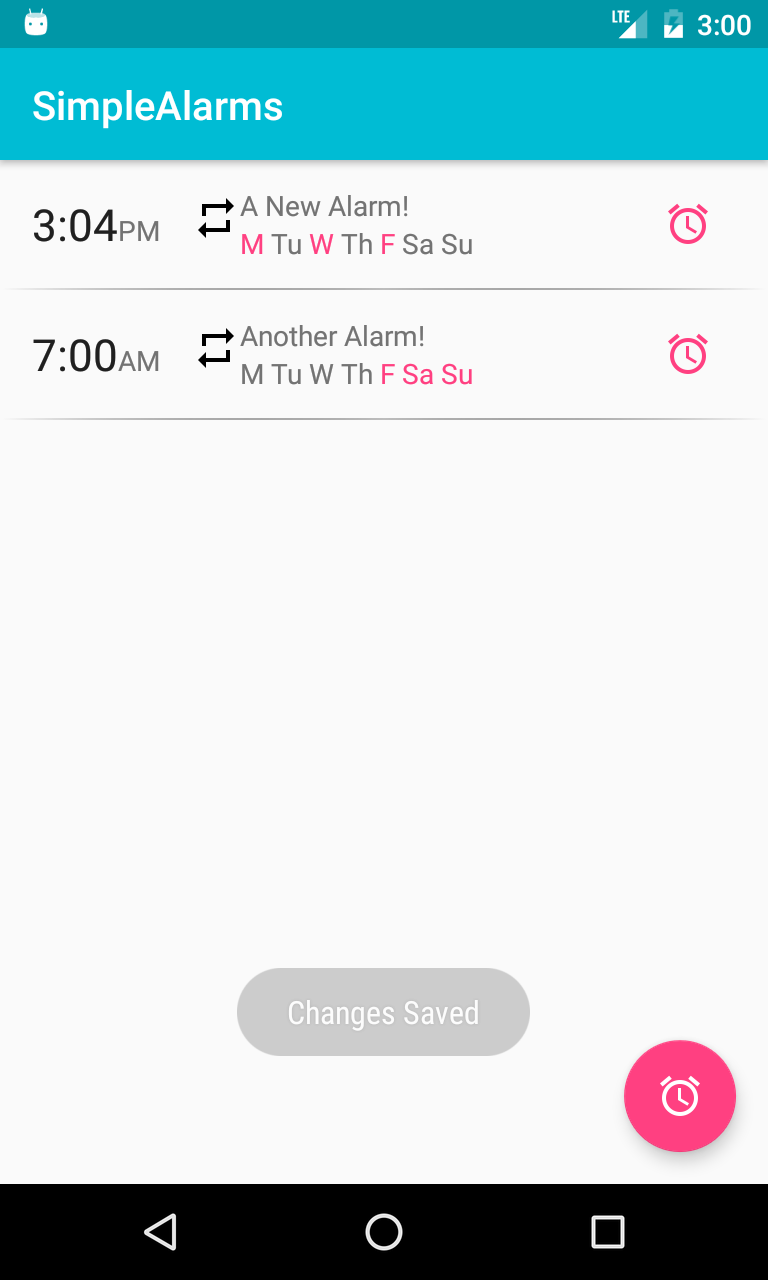 LTE 3:00
SimpleAlarms
3:04PM A New Alarm!
M Tu W Th F Sa Su
7:00AM Another Alarm!
M Tu W Th F Sa Su
Changes Saved